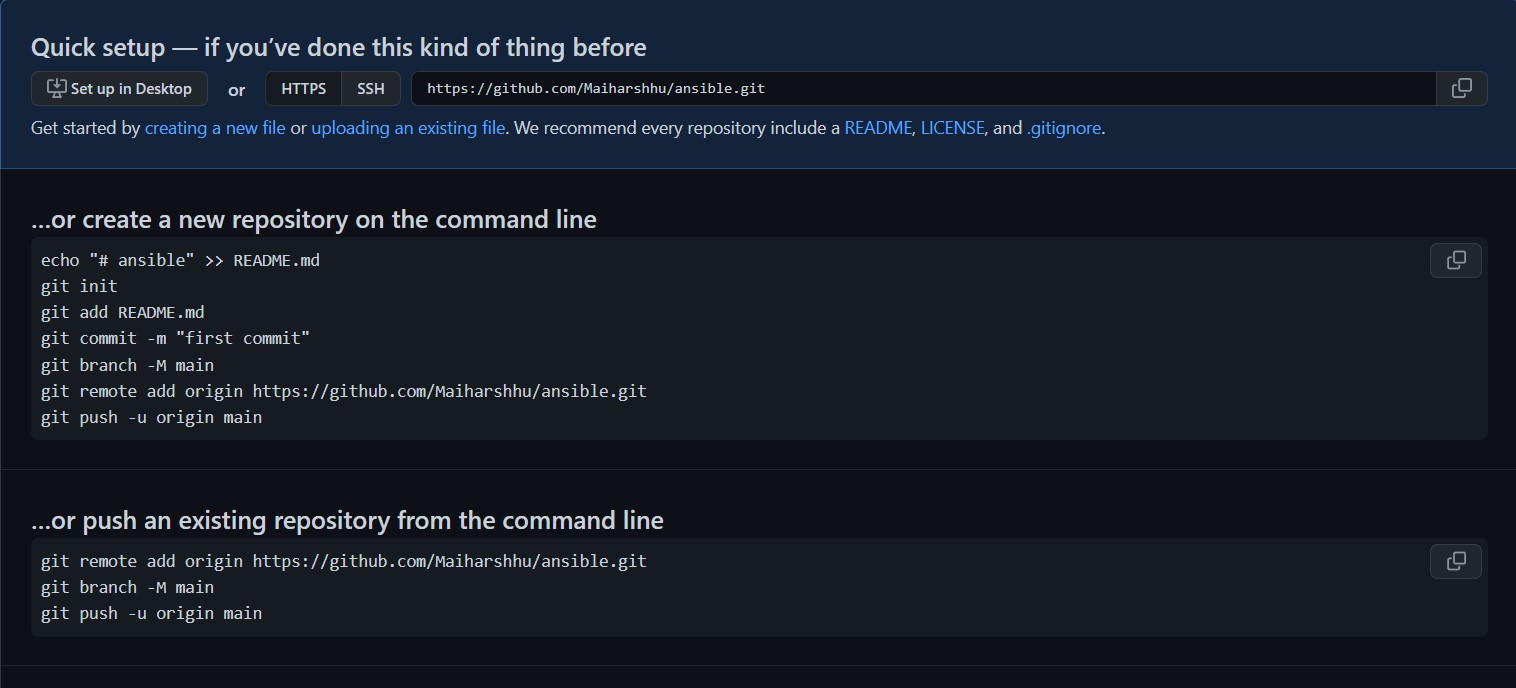 Quick setup — if you’ve done this kind of thing before
Set up in Desktop or HTTPS SSH https://github.com/Maiharshhu/ansible.git
Get started by creating a new file or uploading an existing file. We recommend every repository include a README, LICENSE, and .gitignore.
…or create a new repository on the command line
echo "# ansible" >> README.md
git init
git add README.md
git commit -m "first commit"
git branch -M main
git remote add origin https://github.com/Maiharshhu/ansible.git
git push -u origin main
…or push an existing repository from the command line
git remote add origin https://github.com/Maiharshhu/ansible.git
git branch -M main
git push -u origin main